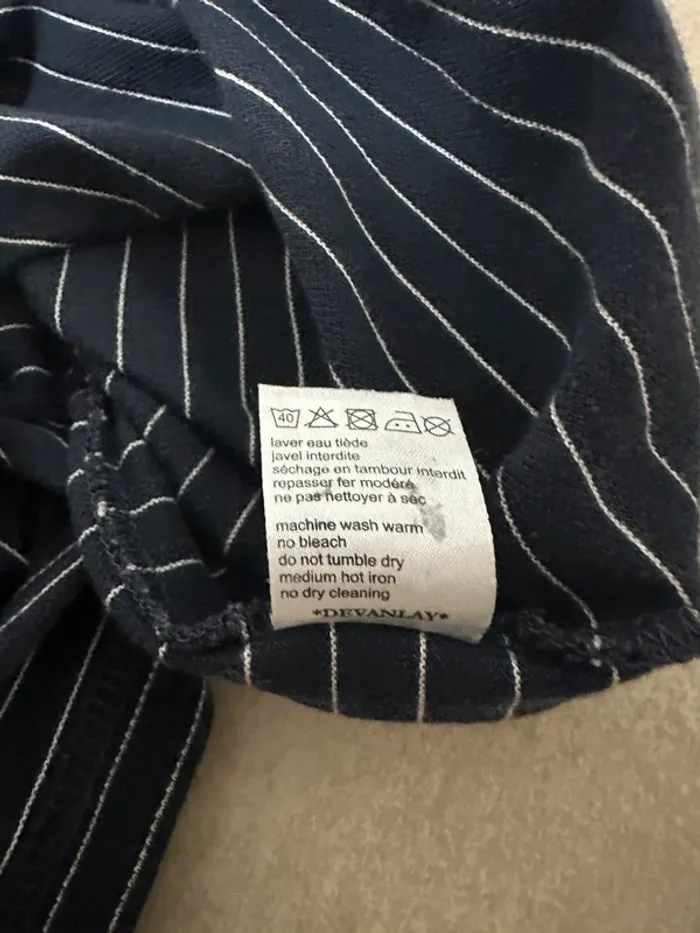 40
laver eau tiède
javel interdite
séchage en tambour interdit
repasser fer modéré
ne pas nettoyer à sec
machine wash warm
no bleach
do not tumble dry
medium hot iron
no dry cleaning
*DEVANLAY*